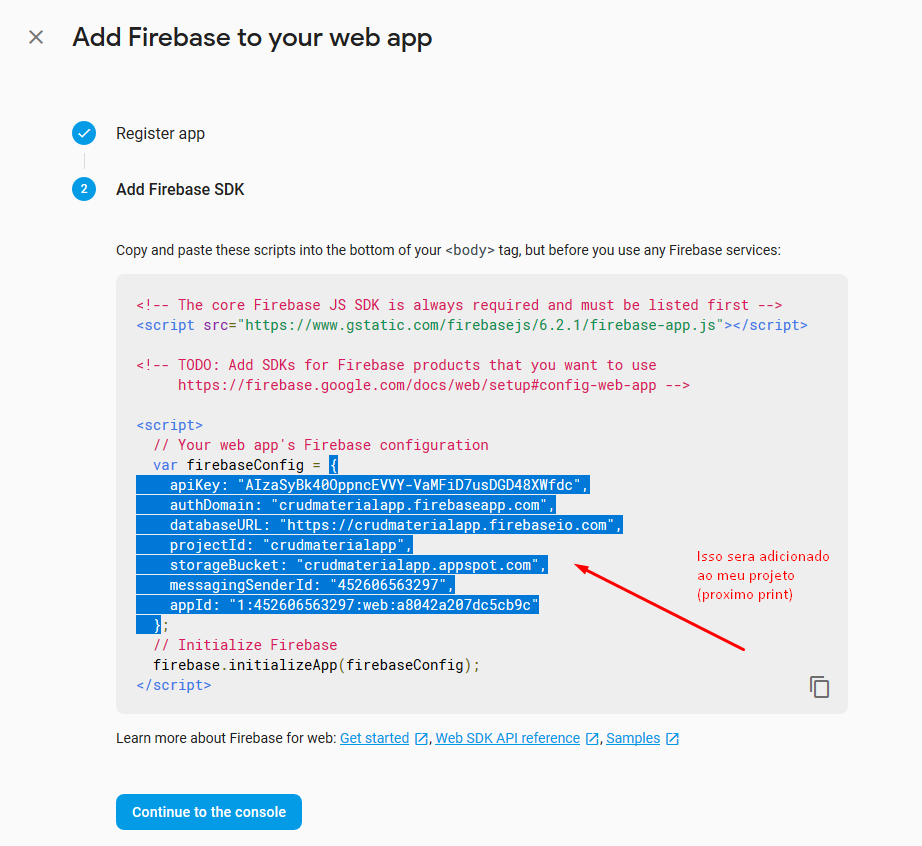 Add Firebase to your web app
Register app
2
Add Firebase SDK
Copy and paste these scripts into the bottom of your <body> tag, but before you use any Firebase services:
<!-- The core Firebase JS SDK is always required and must be listed first -->
<script src="https://www.gstatic.com/firebasejs/6.2.1/firebase-app.js"></script>
<!-- TODO: Add SDKs for Firebase products that you want to use
https://firebase.google.com/docs/web/setup#config-web-app -->
<script>
// Your web app's Firebase configuration
var firebaseConfig = {
apiKey: "AIzaSyBk40OppncEVVY-VaMFiD7usDGD48XWfdc",
authDomain: "crudmaterialapp.firebaseapp.com",
databaseURL: "https://crudmaterialapp.firebaseio.com",
projectId: "crudmaterialapp",
storageBucket: "crudmaterialapp.appspot.com",
messagingSenderId: "452606563297",
appId: "1:452606563297:web:a8042a207dc5cb9c"
};
// Initialize Firebase
firebase.initializeApp(firebaseConfig);
</script>
Isso sera adicionado
ao meu projeto
(proximo print)
Learn more about Firebase for web: Get started, Web SDK API reference, Samples
Continue to the console